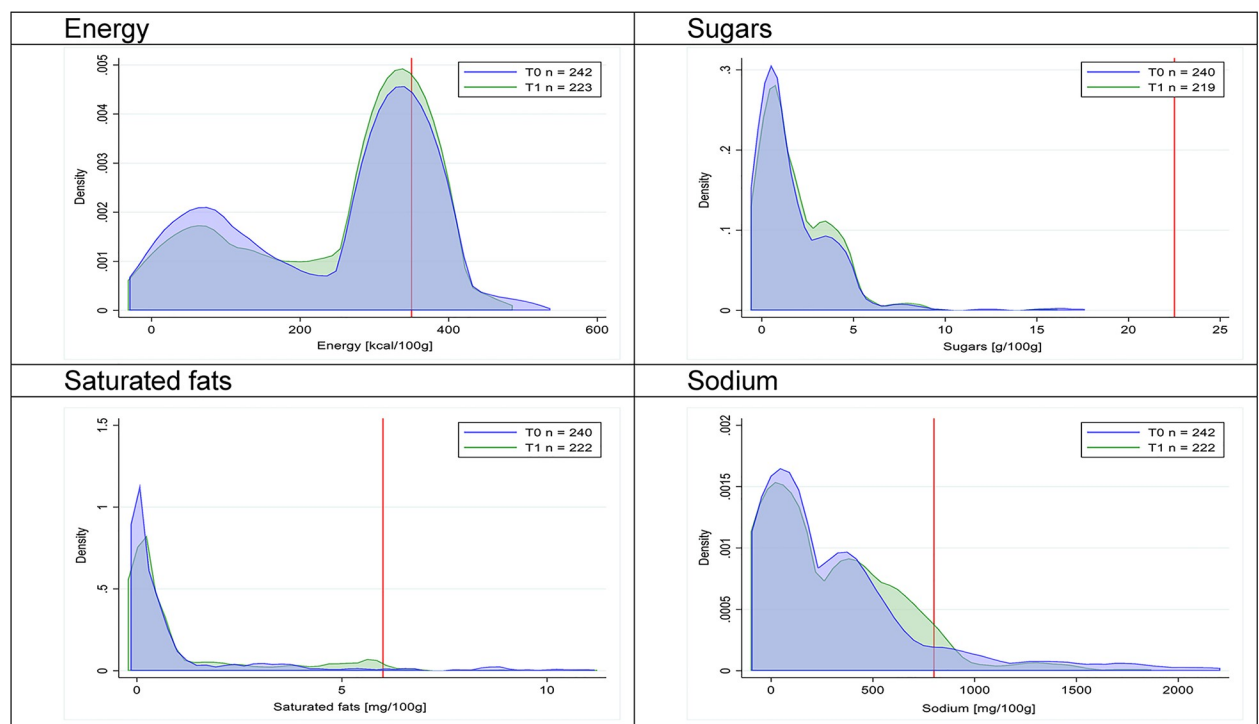 Energy
.005
.004
.003
.002
.001
0
Density
T0 n = 242
T1 n = 223
0 200 400 600
Energy [kcal/100g]
Sugars
.3
.2
.1
0
Density
T0 n = 240
T1 n = 219
0 5 10 15 20 25
Sugars [g/100g]
Saturated fats
1.5
1
.5
0
Density
T0 n = 240
T1 n = 222
0 5 10
Saturated fats [mg/100g]
Sodium
.002
.0015
.001
.0005
0
Density
T0 n = 242
T1 n = 222
0 500 1000 1500 2000
Sodium [mg/100g]